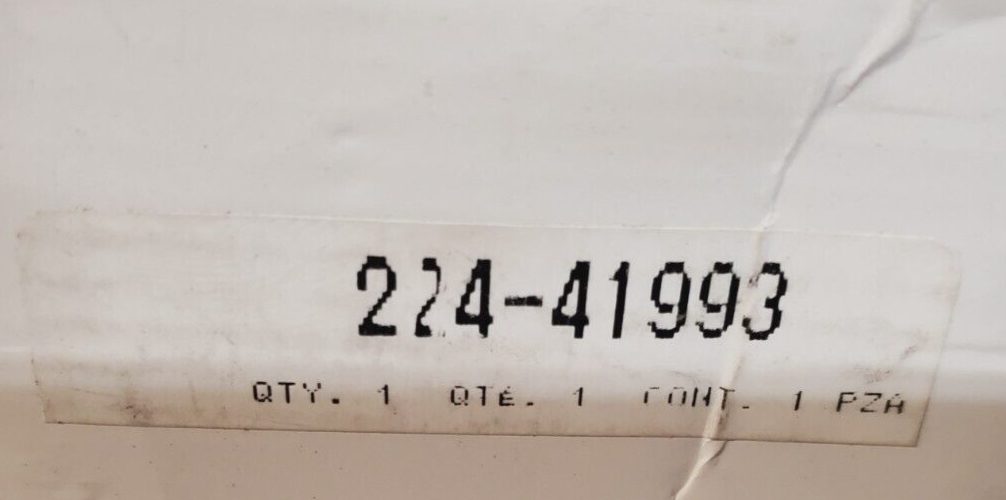 224-41993
QTY. 1 QTÉ. 1 CONT. 1 PZA